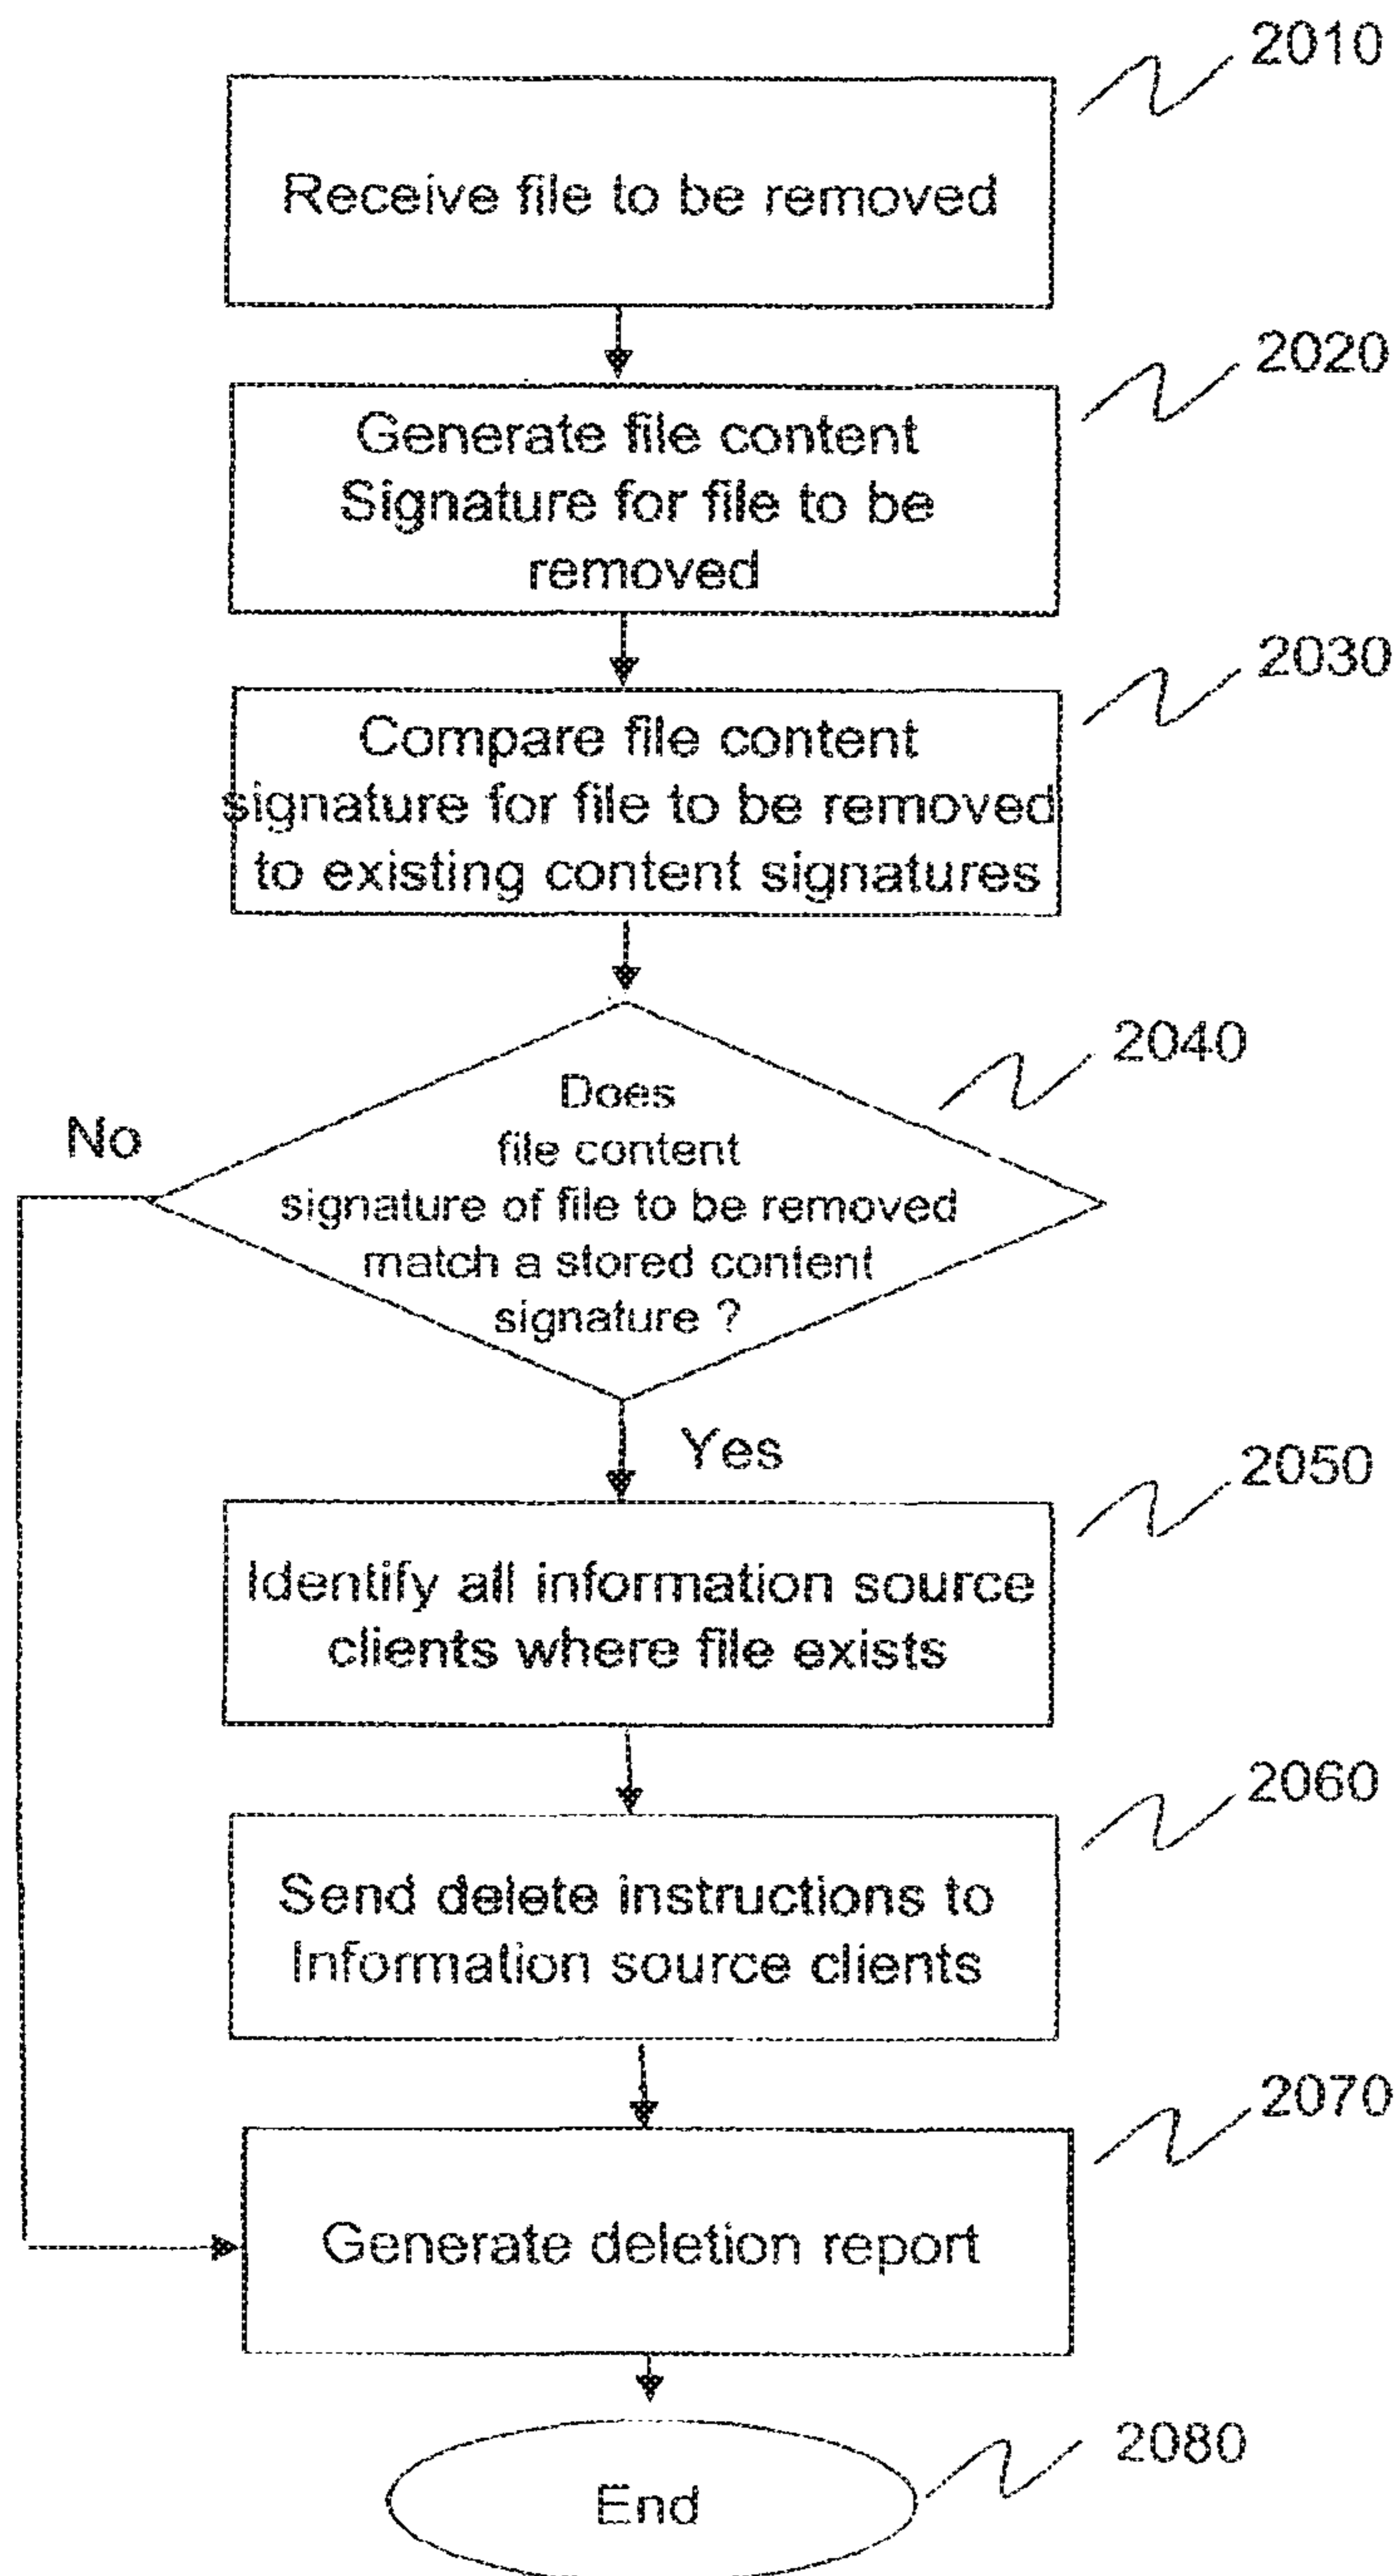 2010
Receive file to be removed
2020
Generate file content
Signature for file to be
removed
2030
Compare file content
signature for file to be removed
to existing content signatures
2040
Does
file content
signature of file to be removed
match a stored content
signature ?
No
Yes
2050
Identify all information source
clients where file exists
2060
Send delete instructions to
Information source clients
2070
Generate deletion report
2080
End